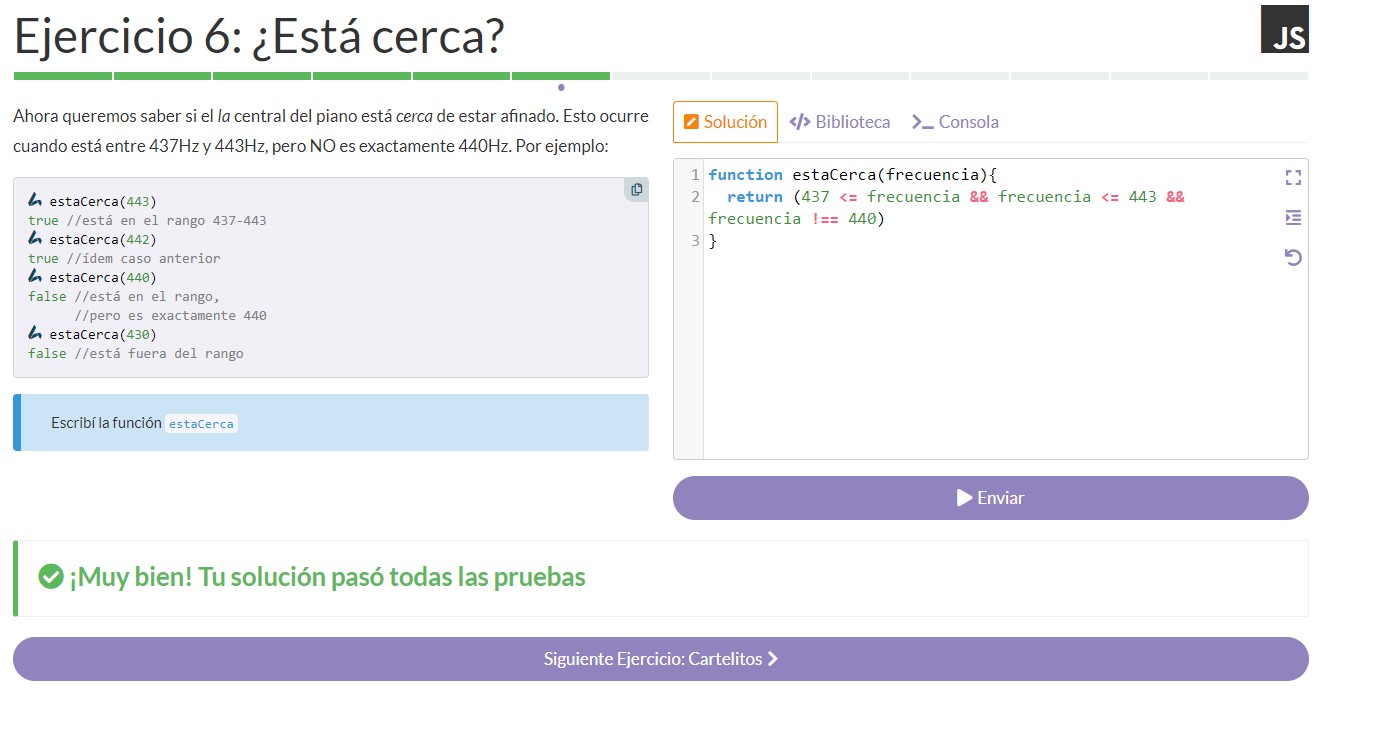 Ejercicio 6: ¿Está cerca?
JS
Ahora queremos saber si el la central del piano está cerca de estar afinado. Esto ocurre
cuando está entre 437Hz y 443Hz, pero NO es exactamente 440Hz. Por ejemplo:
estaCerca(443)
true //está en el rango 437-443
estaCerca(442)
true //ídem caso anterior
estaCerca(440)
false //está en el rango,
//pero es exactamente 440
estaCerca(430)
false //está fuera del rango
Escribí la función estaCerca
Solución Biblioteca Consola
1 function estaCerca(frecuencia){
2 return (437 <= frecuencia && frecuencia <= 443 &&
frecuencia !== 440)
3 }
Enviar
¡Muy bien! Tu solución pasó todas las pruebas
Siguiente Ejercicio: Cartelitos